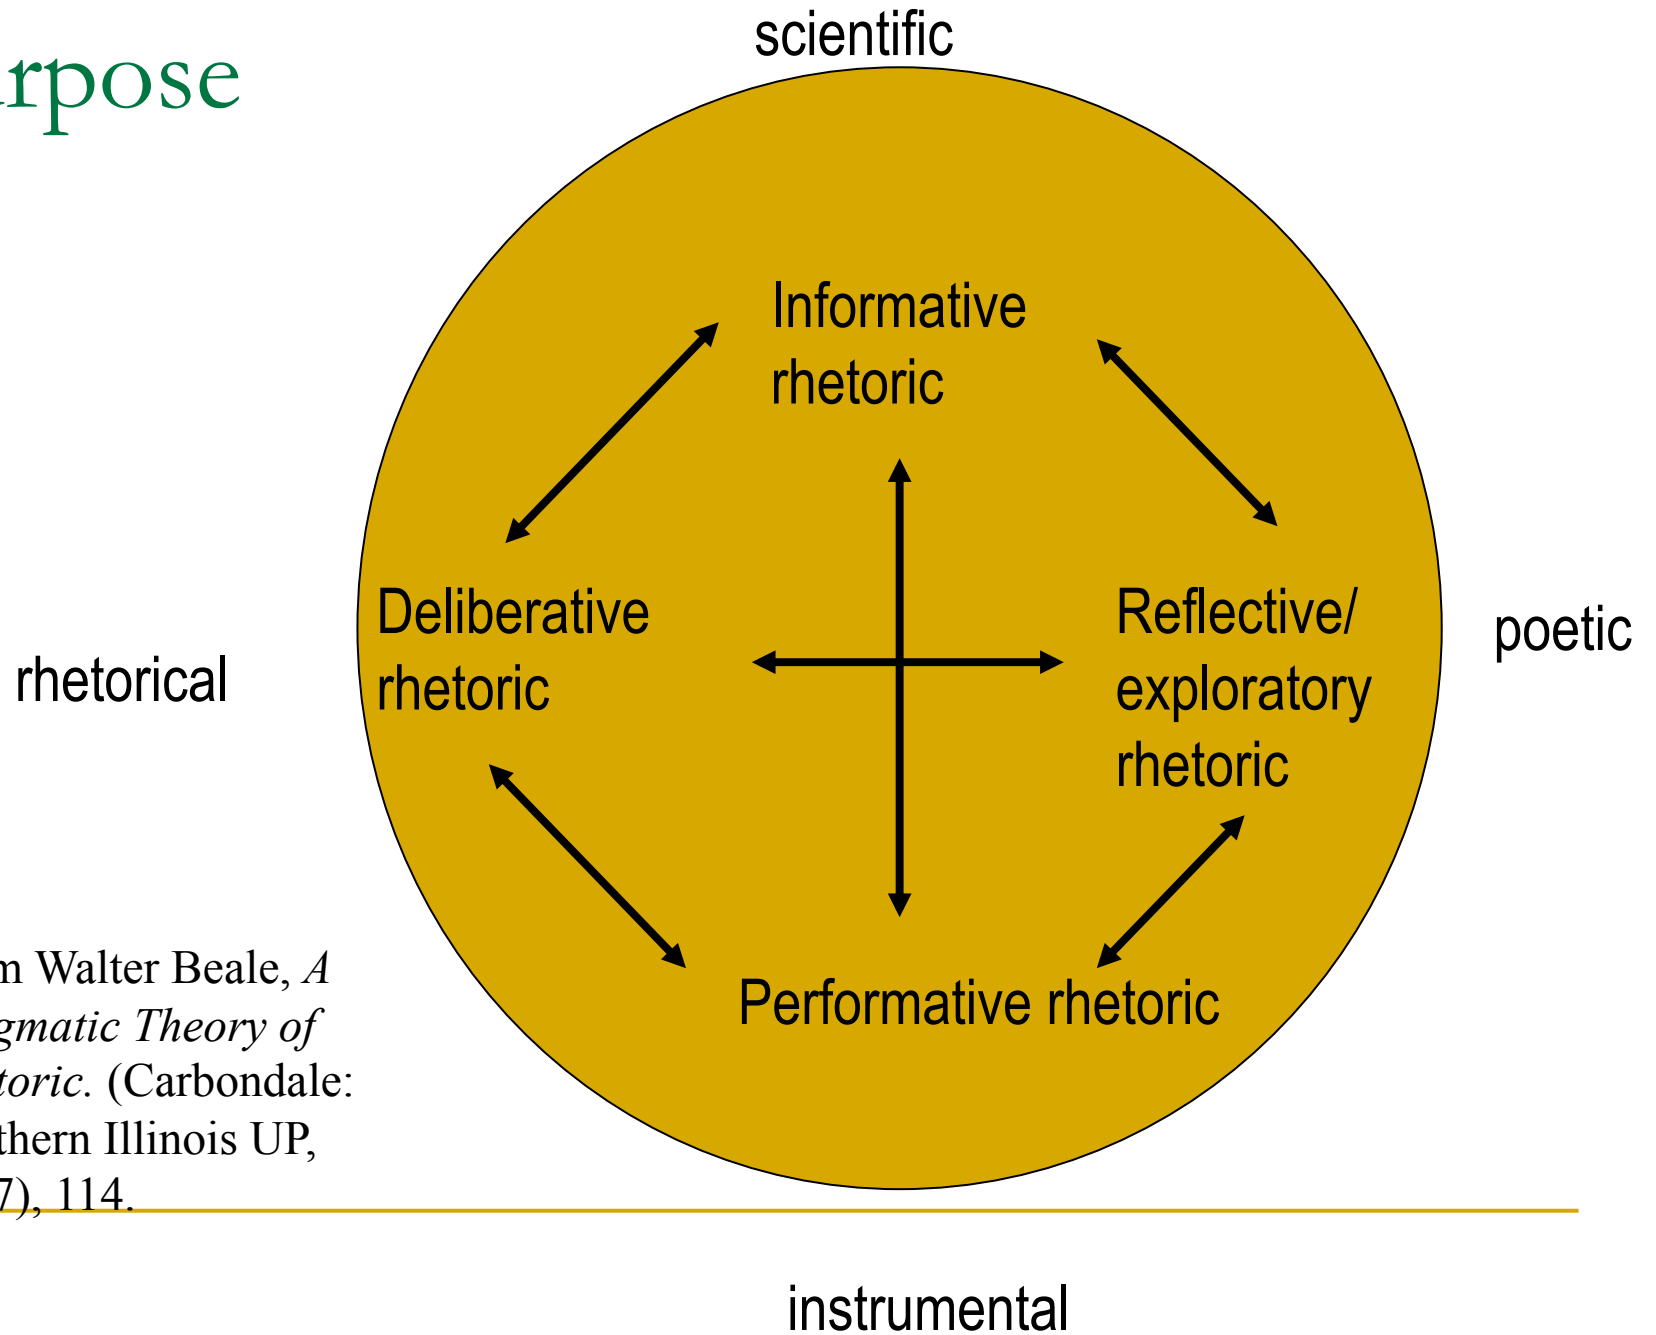 scientific
rpose
Informative
rhetoric
Deliberative
rhetoric
Reflective/
exploratory
rhetoric
rhetorical
poetic
m Walter Beale, A
gmatic Theory of
toric. (Carbondale:
thern Illinois UP,
7), 114.
Performative rhetoric
instrumental